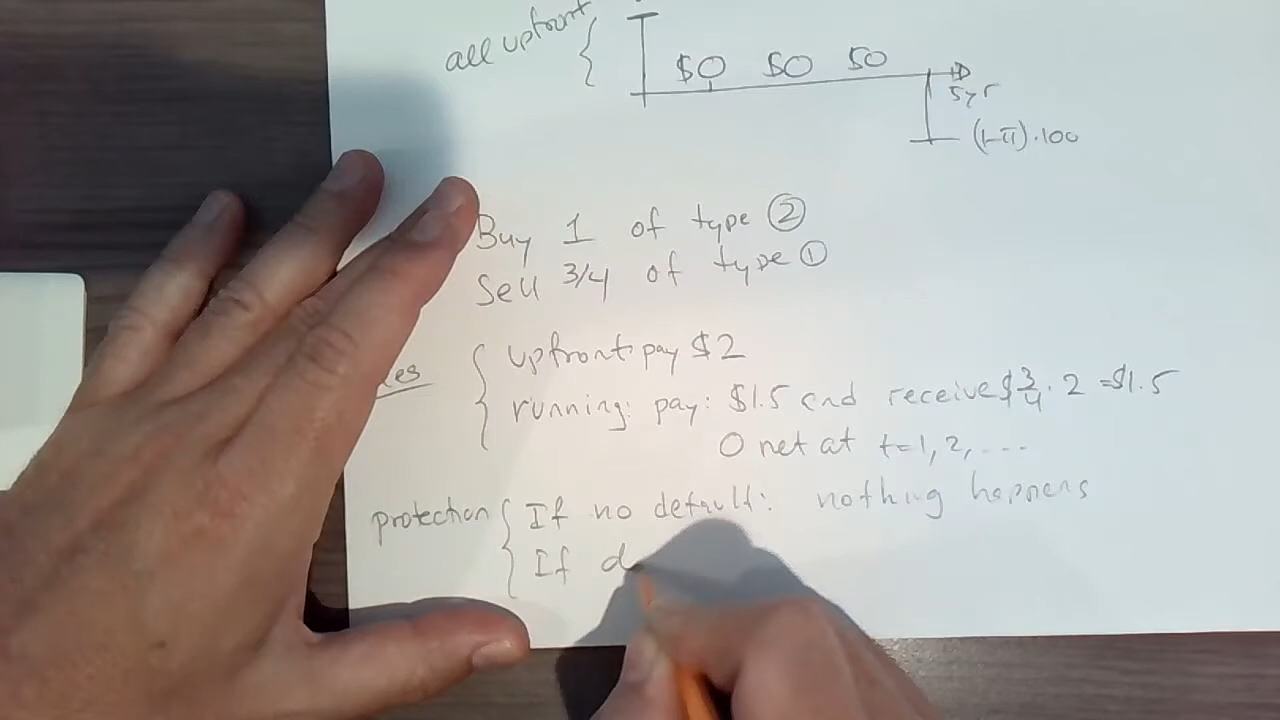 all upfront { $0 $0 $0
5yr
(1-π).100
Buy 1 of type ②
Sell 3/4 of type ①
upfront: pay $2
running: pay: $1.5 and receive $3/4 . 2 = $1.5
0 net at t=1, 2, ....
protection { If no default: nothing happens
If d